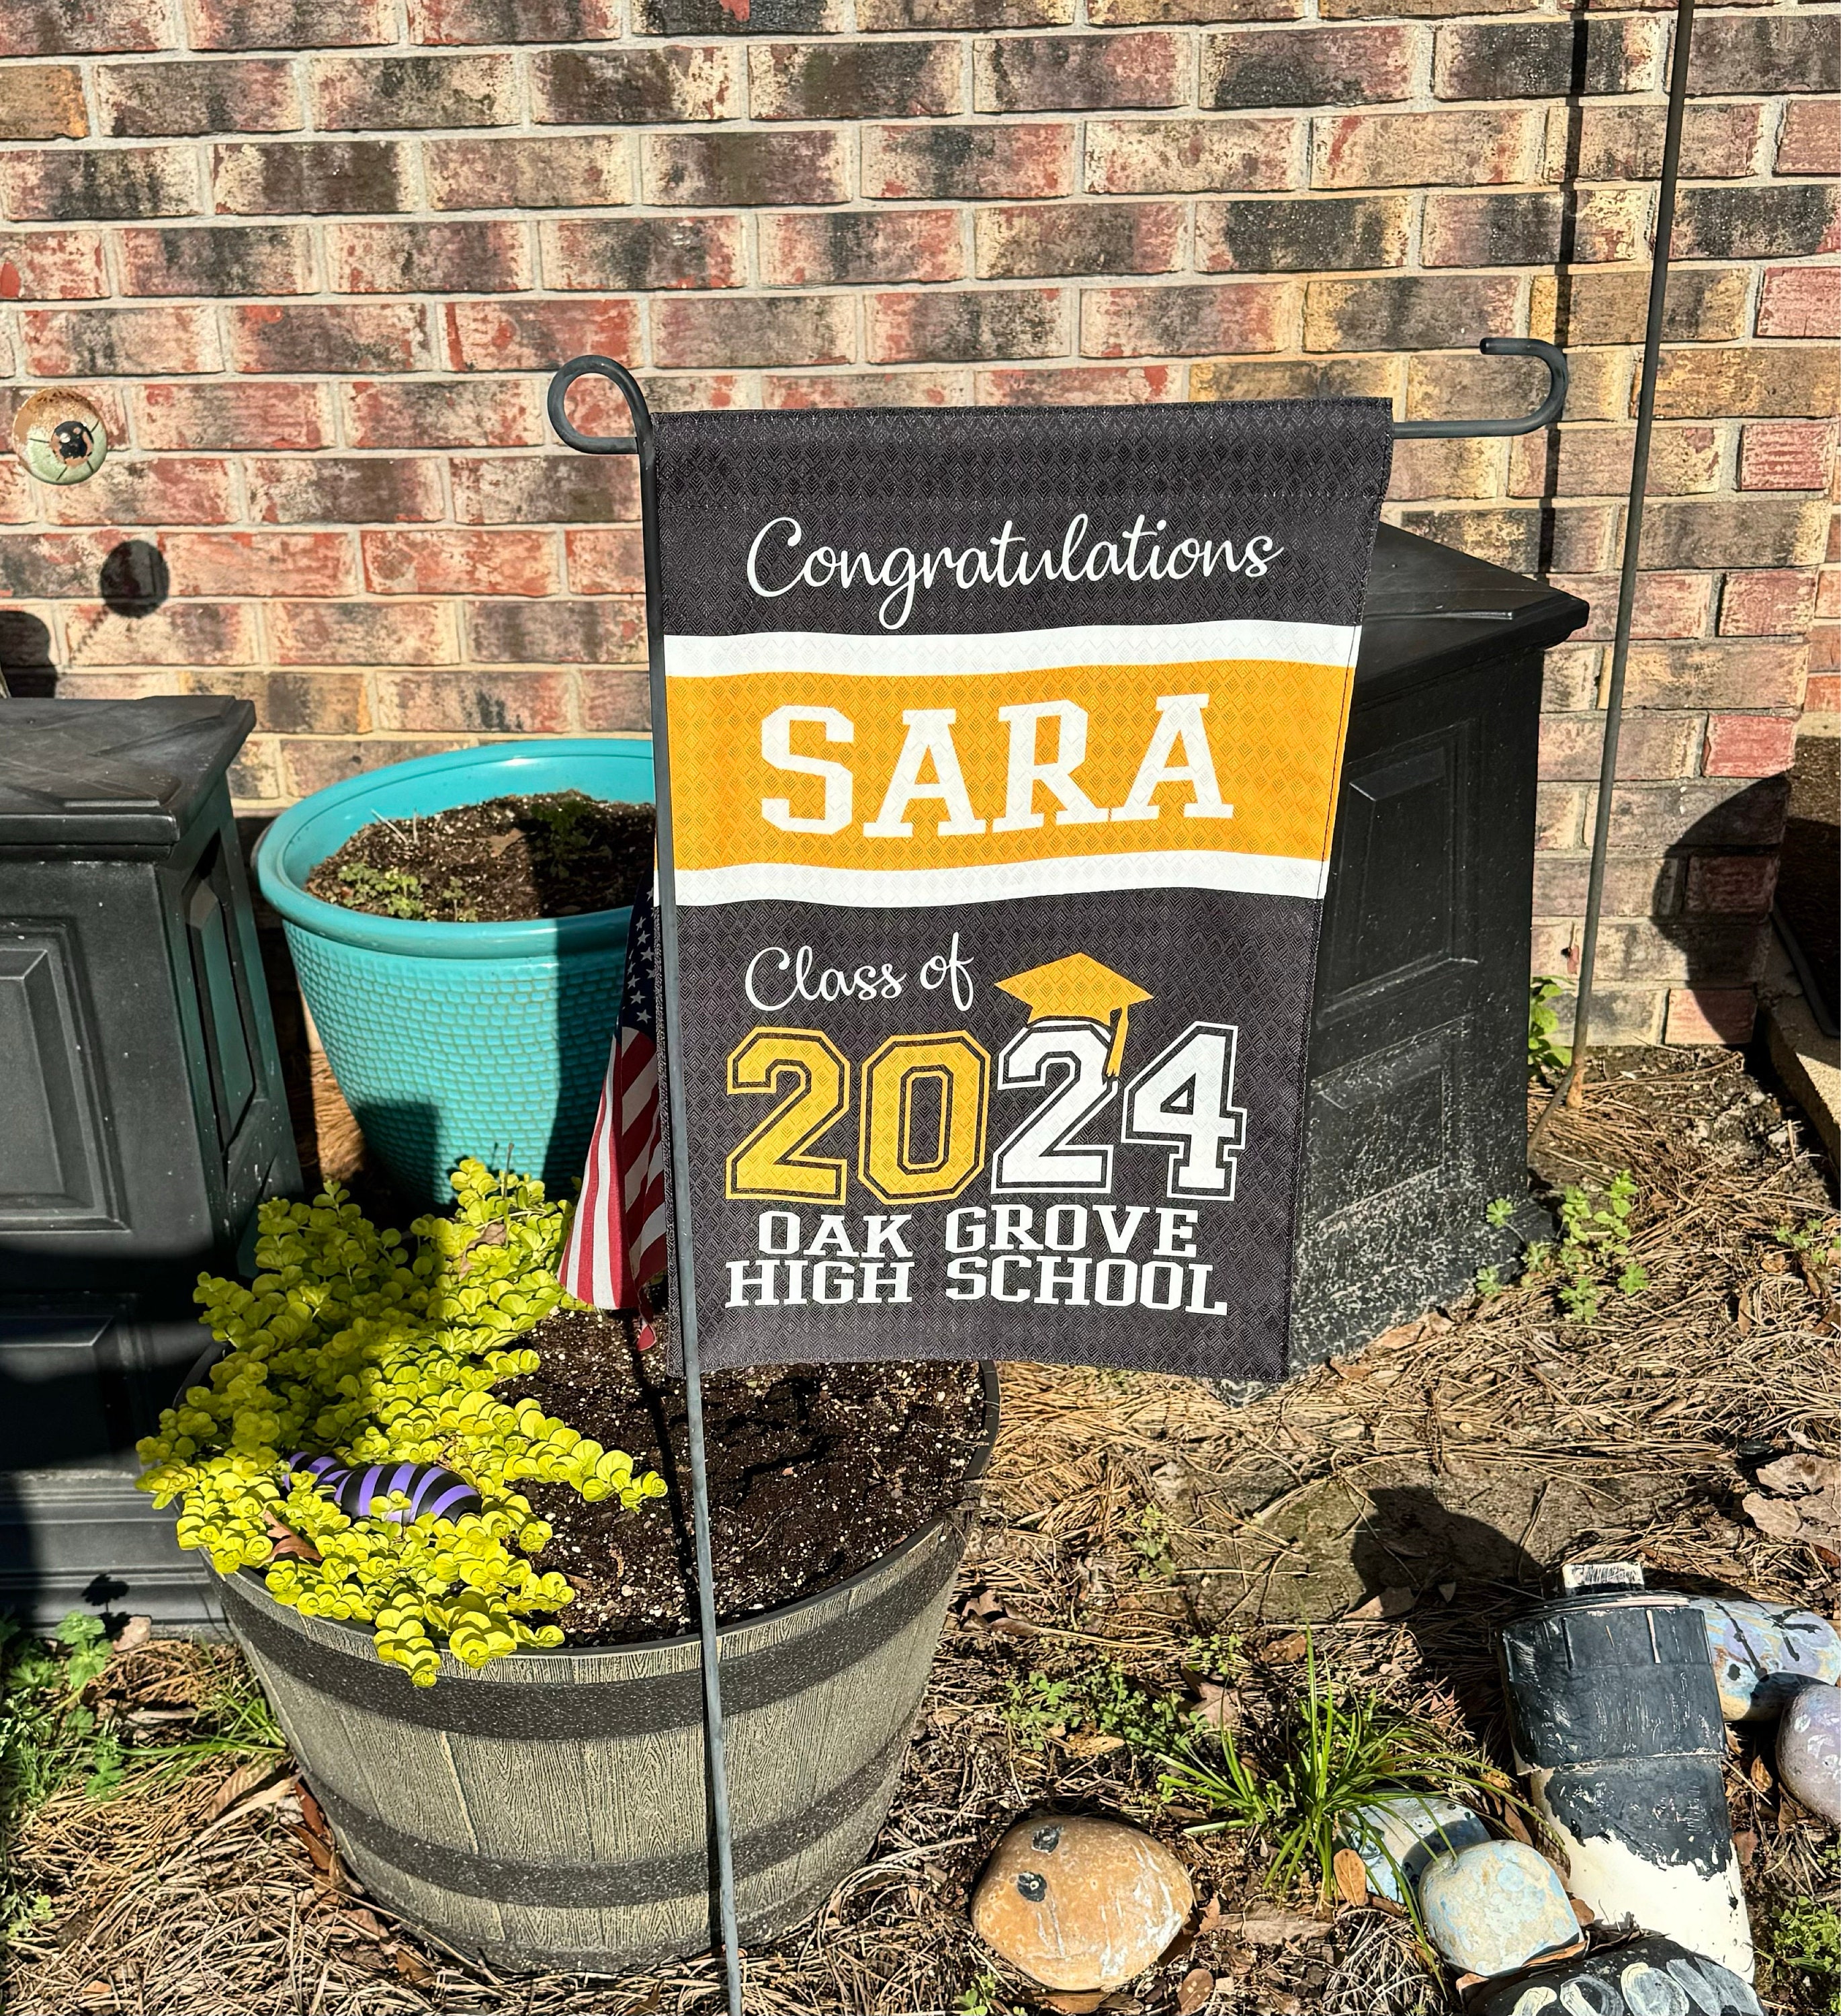 Congratulations
SARA
Class of
2024
OAK GROVE
HIGH SCHOOL